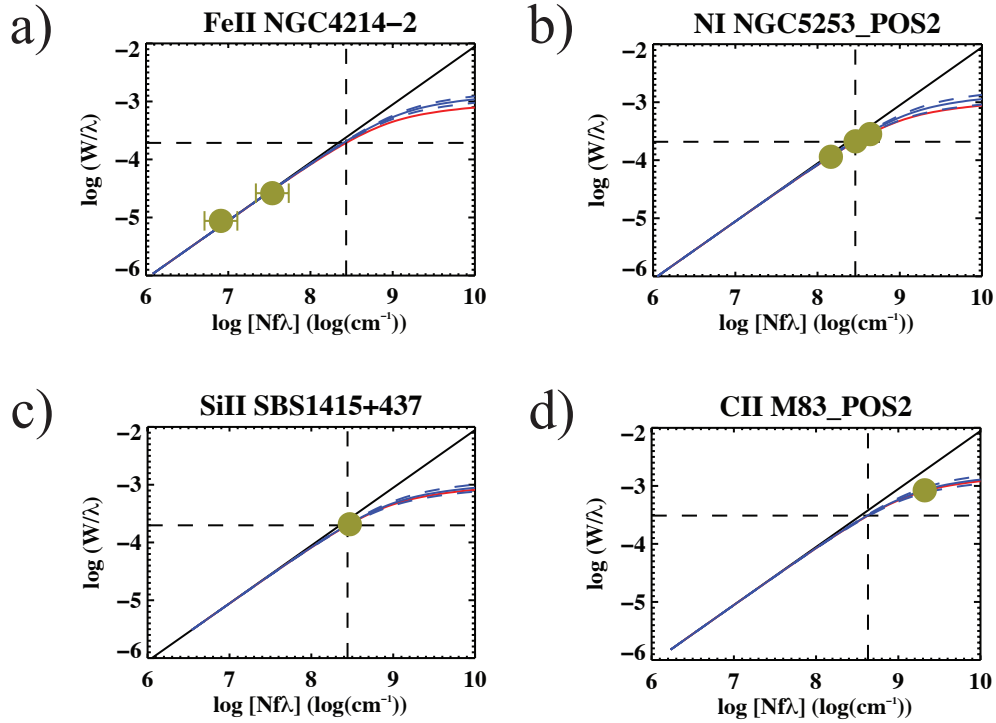 a)
FeII NGC4214−2
−2
−3
−4
−5
−6
log (W/λ)
6 7 8 9 10
log [Nfλ] (log(cm⁻¹))
b)
NI NGC5253_POS2
−2
−3
−4
−5
−6
log (W/λ)
6 7 8 9 10
log [Nfλ] (log(cm⁻¹))
c)
SiII SBS1415+437
−2
−3
−4
−5
−6
log (W/λ)
6 7 8 9 10
log [Nfλ] (log(cm⁻¹))
d)
CII M83_POS2
−2
−3
−4
−5
−6
log (W/λ)
6 7 8 9 10
log [Nfλ] (log(cm⁻¹))